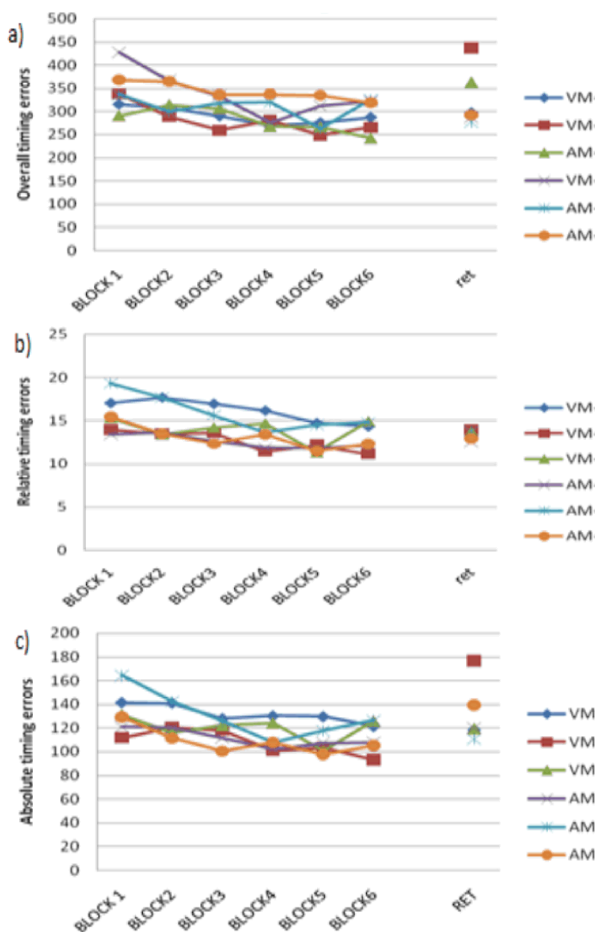 a)
Overall timing errors
500
450
400
350
300
250
200
150
100
50
0
BLOCK 1
BLOCK2
BLOCK3
BLOCK4
BLOCK5
BLOCK6
ret
VM-
VM-
AM-
VM-
AM-
AM-
b)
Relative timing errors
25
20
15
10
5
0
BLOCK 1
BLOCK2
BLOCK3
BLOCK4
BLOCK5
BLOCK6
ret
VM-
VM-
VM-
AM-
AM-
AM-
c)
Absolute timing errors
200
180
160
140
120
100
80
60
40
20
0
BLOCK 1
BLOCK2
BLOCK3
BLOCK4
BLOCK5
BLOCK6
RET
VM
VM
VM
AM
AM
AM